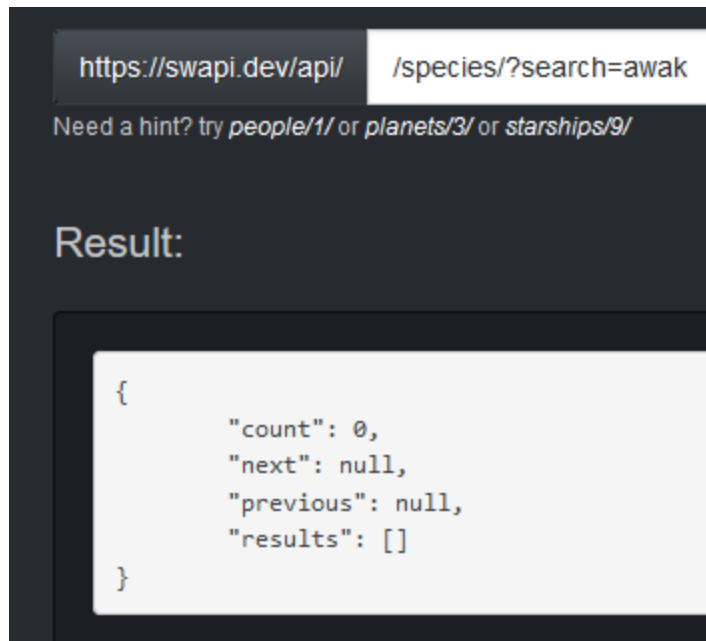 https://swapi.dev/api/ /species/?search=awak
Need a hint? try people/1/ or planets/3/ or starships/9/
Result:
{
"count": 0,
"next": null,
"previous": null,
"results": []
}